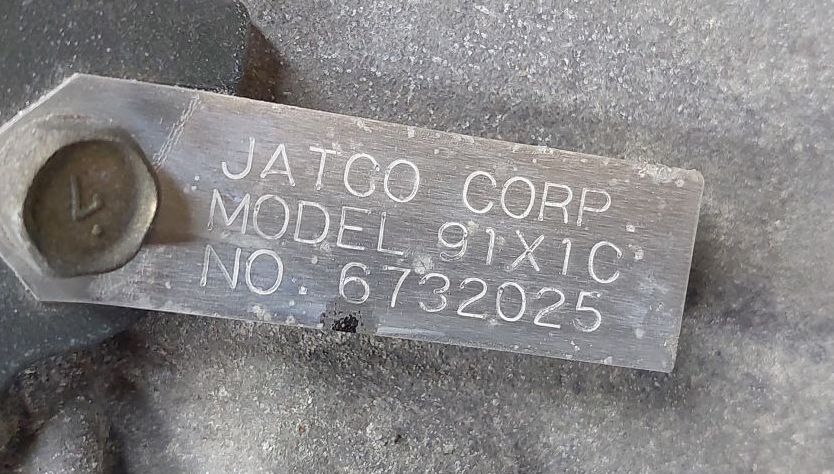 JATCO CORP
MODEL 91X1C
NO. 6732025